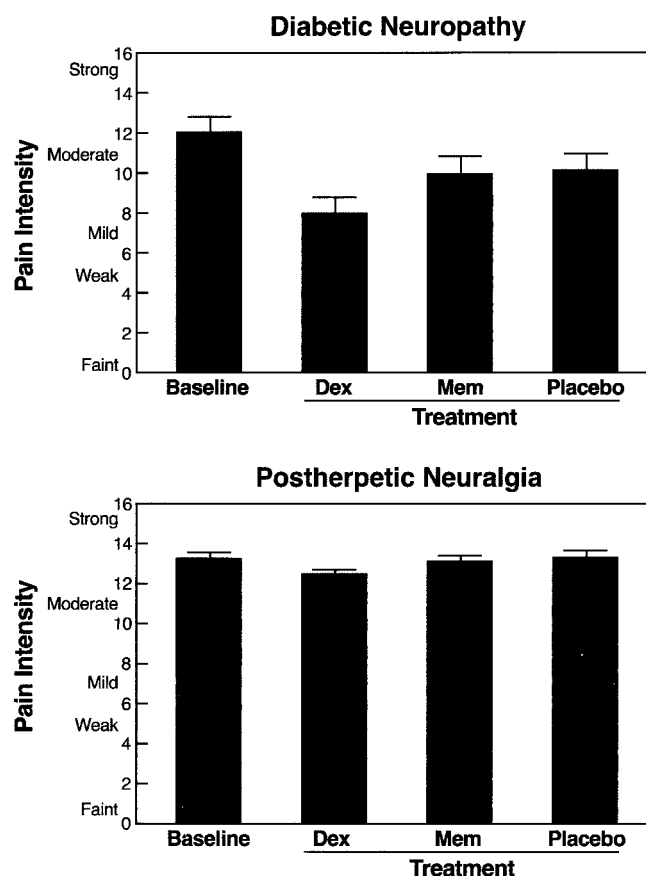 Diabetic Neuropathy
Pain Intensity
16
Strong
14
12
Moderate
10
8
Mild
6
Weak
4
2
Faint
0
Baseline Dex Mem Placebo
Treatment
Postherpetic Neuralgia
Pain Intensity
16
Strong
14
12
Moderate
10
8
Mild
6
Weak
4
2
Faint
0
Baseline Dex Mem Placebo
Treatment